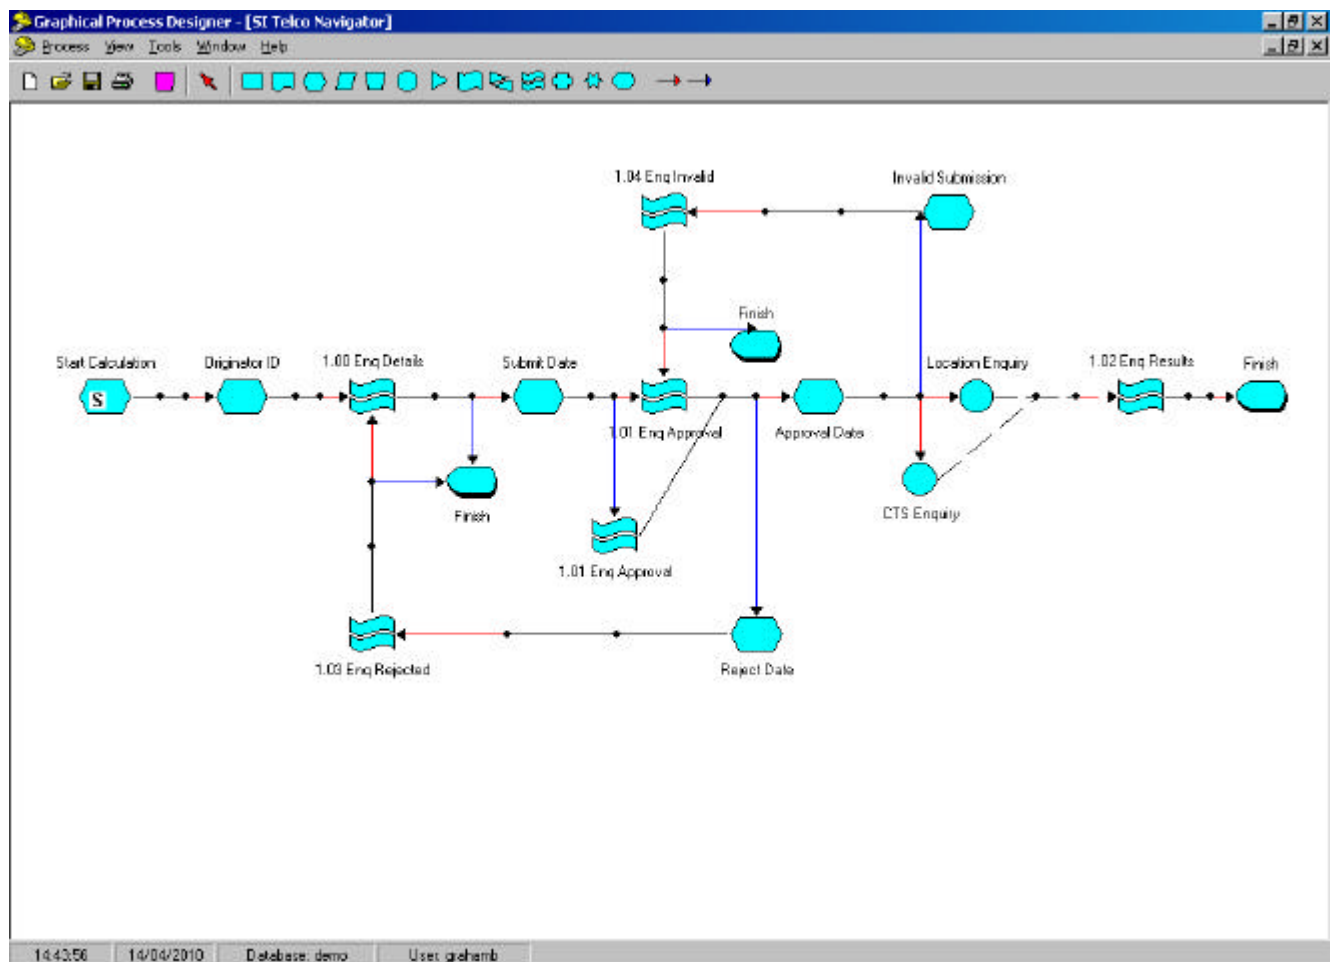 Graphical Process Designer - [SI Telco Navigator]
Process View Tools Window Help
1.04 Enq Invalid
Invalid Submission
Finish
Start Calculation
Originator ID
1.00 Enq Details
Submit Date
Location Enquiry
1.02 Enq Results
Finish
S
1.01 Enq Approval
Approval Date
Finish
CTS Enquiry
1.01 Enq Approval
1.03 Enq Rejected
Reject Date
14:43:56 14/04/2010 Database: demo User: grahamb